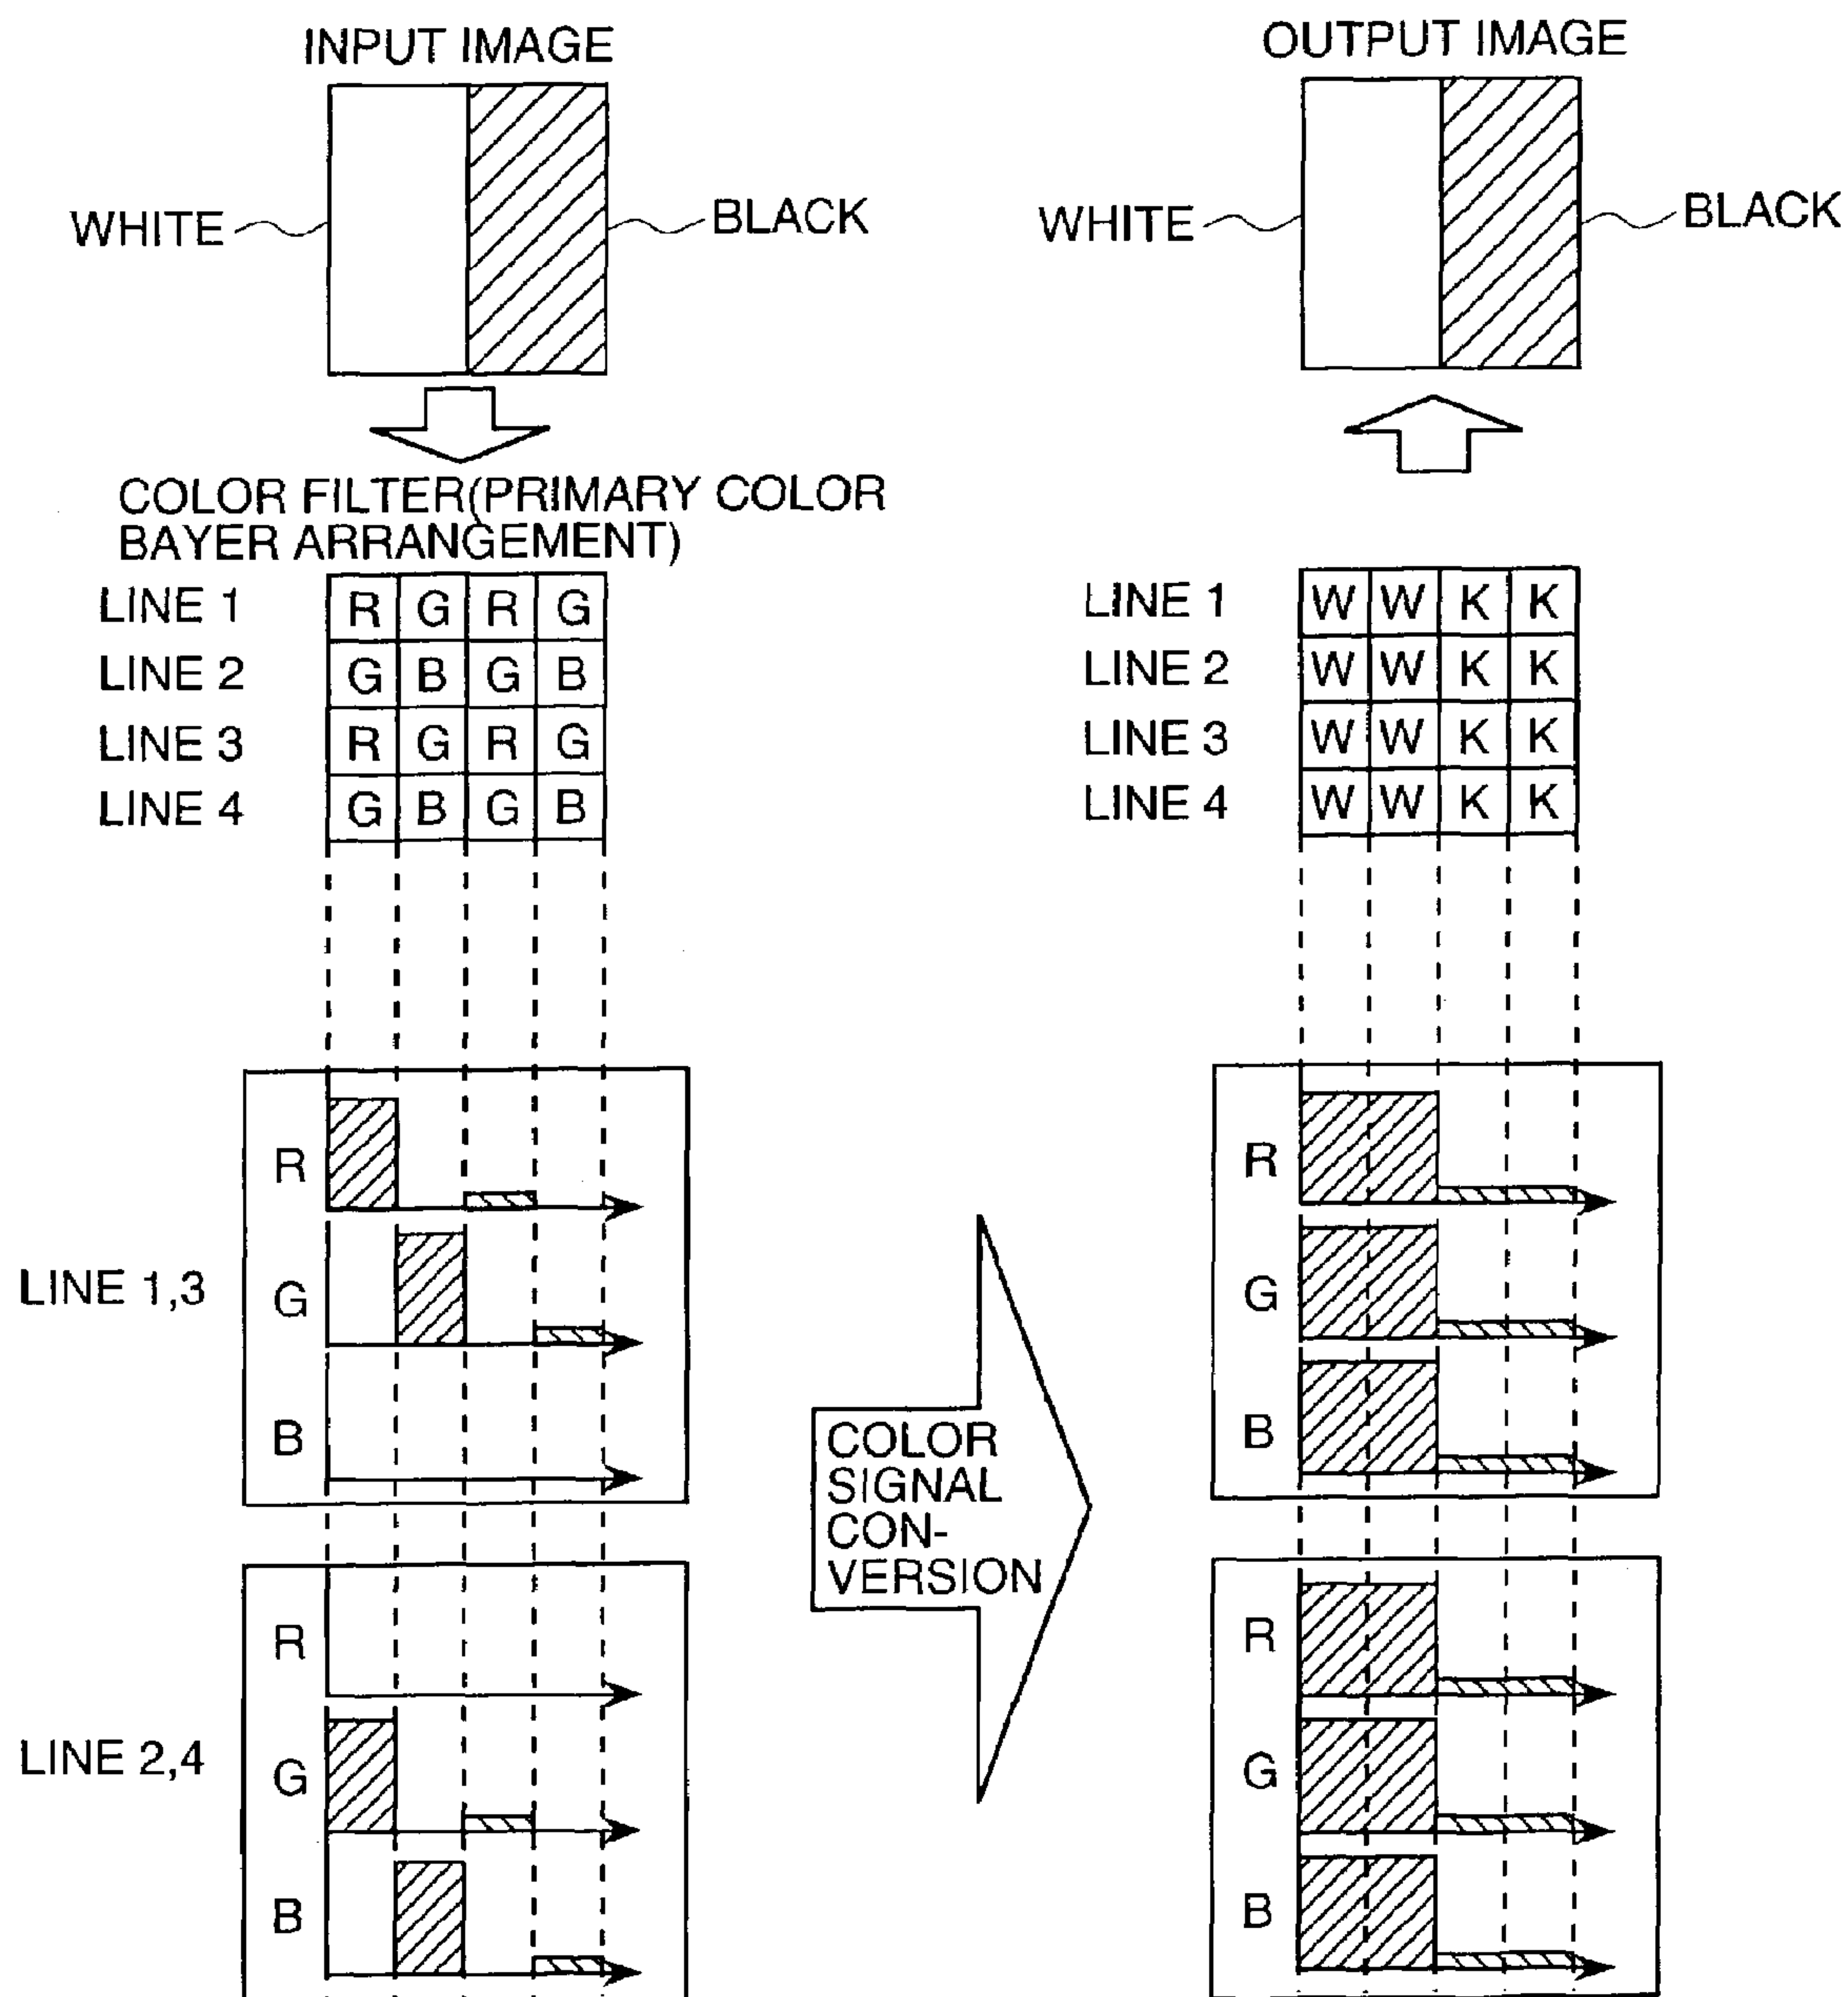 INPUT IMAGE
WHITE
BLACK
COLOR FILTER(PRIMARY COLOR
BAYER ARRANGEMENT)
LINE 1 R G R G
LINE 2 G B G B
LINE 3 R G R G
LINE 4 G B G B
LINE 1,3
R
G
B
LINE 2,4
R
G
B
COLOR
SIGNAL
CON-
VERSION
OUTPUT IMAGE
WHITE
BLACK
LINE 1 W W K K
LINE 2 W W K K
LINE 3 W W K K
LINE 4 W W K K
R
G
B
R
G
B